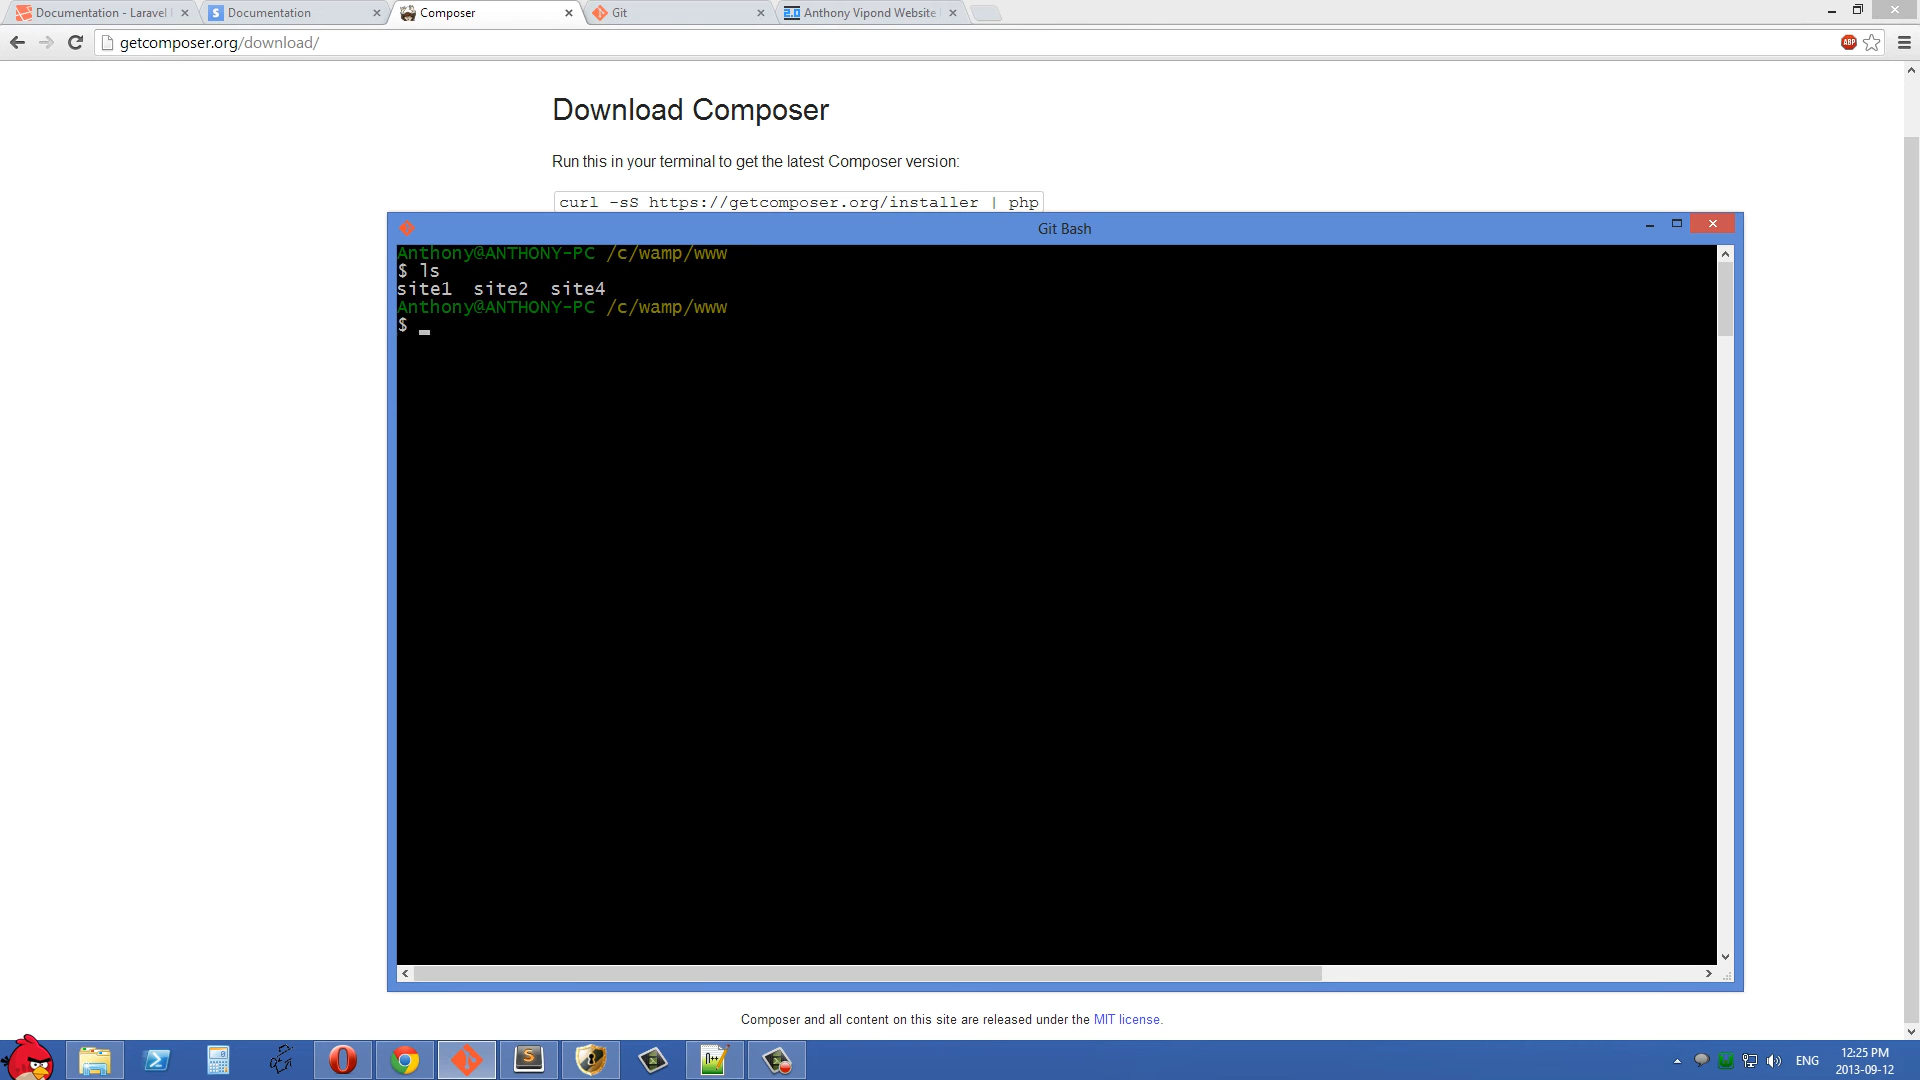 Documentation - Laravel
Documentation
Composer
Git
Anthony Vipond Website
getcomposer.org/download/
ABP
Download Composer
Run this in your terminal to get the latest Composer version:
curl -sS https://getcomposer.org/installer | php
Git Bash
Anthony@ANTHONY-PC /c/wamp/www
$ ls
site1 site2 site4
Anthony@ANTHONY-PC /c/wamp/www
$ _
Composer and all content on this site are released under the MIT license.
ENG
12:25 PM
2013-09-12